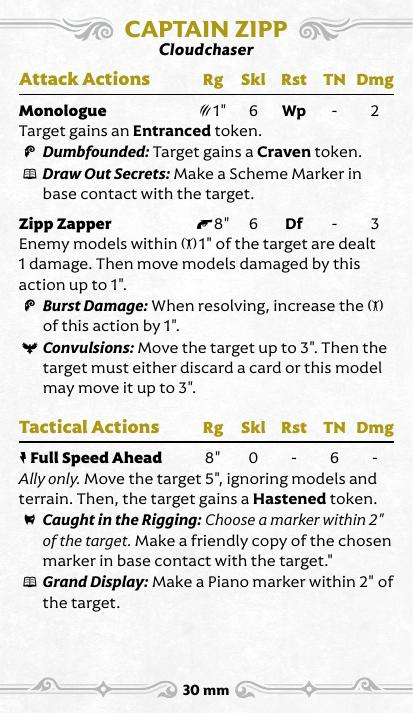 CAPTAIN ZIPP
Cloudchaser
Attack Actions Rg Skl Rst TN Dmg
Monologue 1" 6 Wp - 2
Target gains an Entranced token.
Dumbfounded: Target gains a Craven token.
Draw Out Secrets: Make a Scheme Marker in
base contact with the target.
Zipp Zapper 8" 6 Df - 3
Enemy models within 1" of the target are dealt
1 damage. Then move models damaged by this
action up to 1".
Burst Damage: When resolving, increase the
of this action by 1".
Convulsions: Move the target up to 3". Then the
target must either discard a card or this model
may move it up to 3".
Tactical Actions Rg Skl Rst TN Dmg
Full Speed Ahead 8" 0 - 6 -
Ally only. Move the target 5", ignoring models and
terrain. Then, the target gains a Hastened token.
Caught in the Rigging: Choose a marker within 2"
of the target. Make a friendly copy of the chosen
marker in base contact with the target."
Grand Display: Make a Piano marker within 2" of
the target.
30 mm